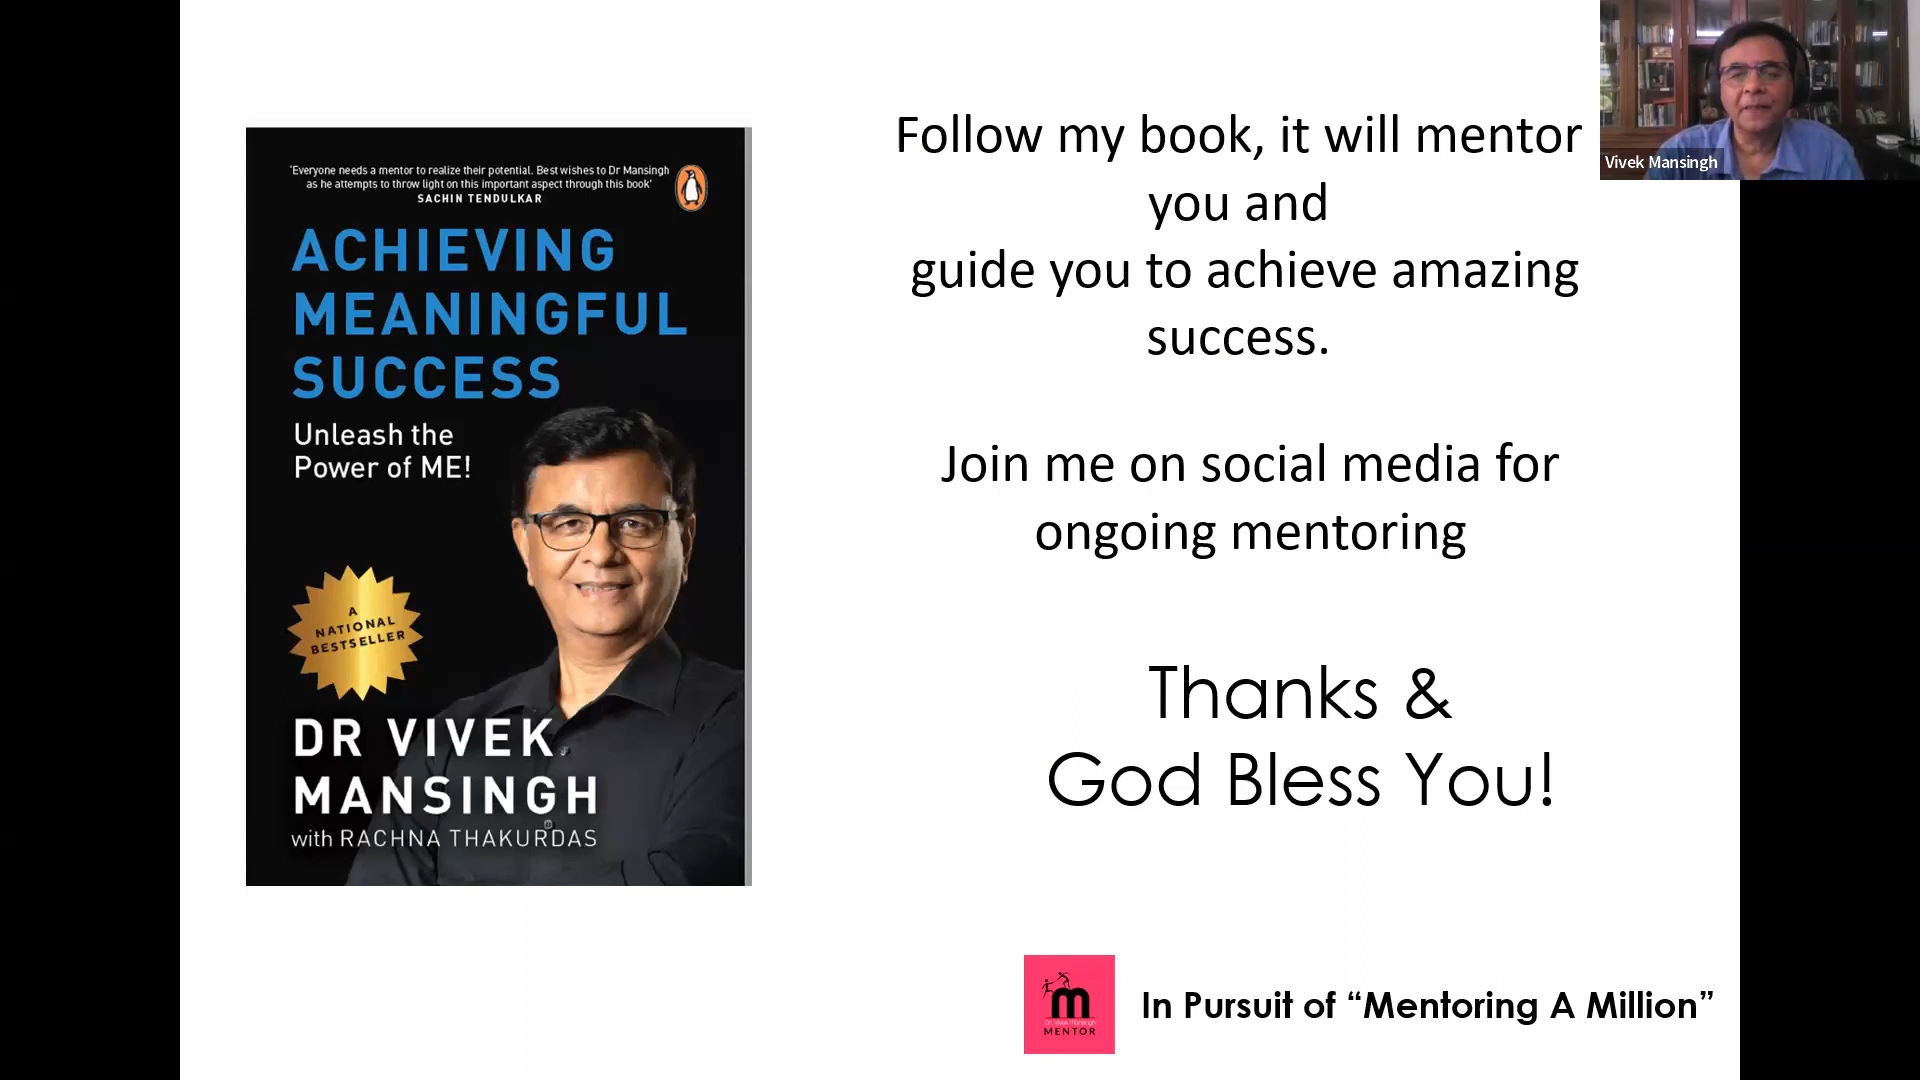 'Everyone needs a mentor to realize their potential. Best wishes to Dr Mansingh
as he attempts to throw light on this important aspect through this book'
SACHIN TENDULKAR
ACHIEVING
MEANINGFUL
SUCCESS
Unleash the
Power of ME!
A
NATIONAL
BESTSELLER
DR VIVEK
MANSINGH
with RACHNA THAKURDAS
Follow my book, it will mentor
you and
guide you to achieve amazing
success.
Join me on social media for
ongoing mentoring
Thanks &
God Bless You!
m
Dr. Vivek Mansingh
MENTOR
In Pursuit of “Mentoring A Million”
Vivek Mansingh